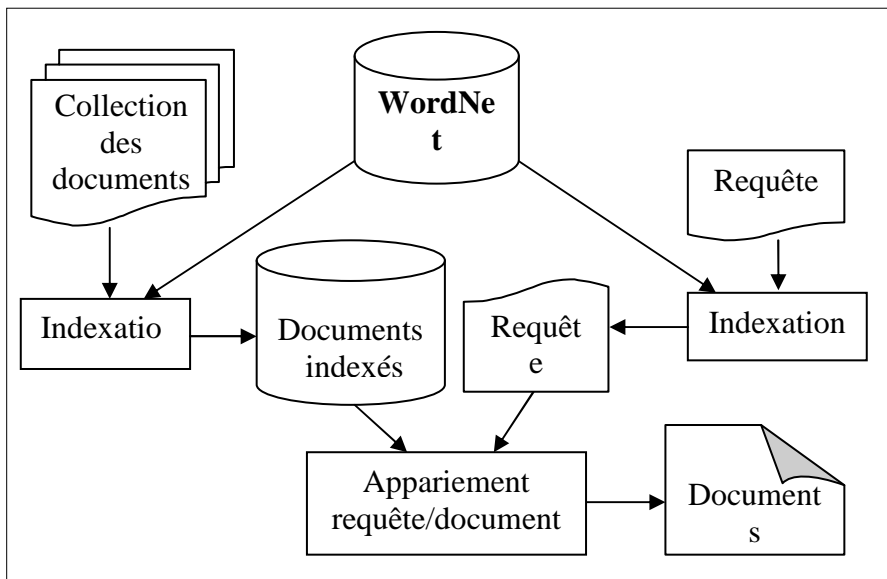 Collection
des
documents
WordNe
t
Requête
Indexatio
Documents
indexés
Requêt
e
Indexation
Appariement
requête/document
Document
s